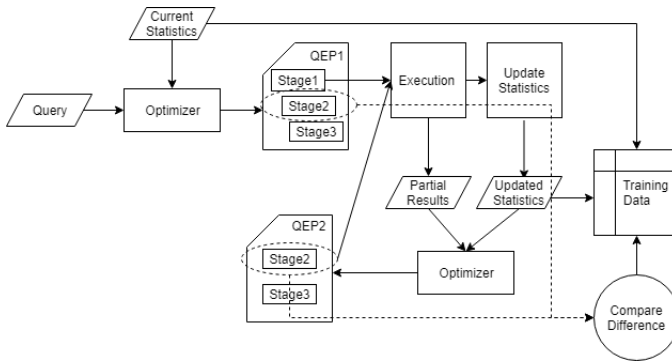 Current
Statistics
QEP1
Stage1
Execution
Update
Statistics
Query
Optimizer
Stage2
Stage3
Partial
Results
Updated
Statistics
Training
Data
QEP2
Stage2
Optimizer
Stage3
Compare
Difference